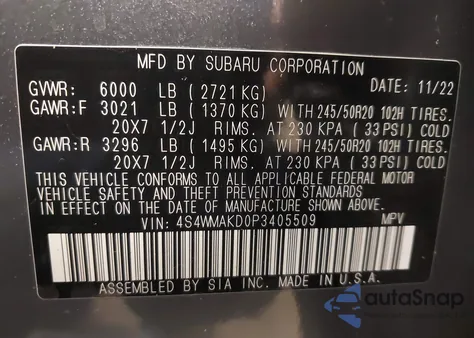 MFD BY SUBARU CORPORATION
DATE: 11/22
GVWR: 6000 LB (2721 KG)
GAWR:F 3021 LB (1370 KG) WITH 245/50R20 102H TIRES.
20X7 1/2J RIMS. AT 230 KPA (33 PSI) COLD
GAWR:R 3296 LB (1495 KG) WITH 245/50R20 102H TIRES.
20X7 1/2J RIMS. AT 230 KPA (33 PSI) COLD
THIS VEHICLE CONFORMS TO ALL APPLICABLE FEDERAL MOTOR
VEHICLE SAFETY AND THEFT PREVENTION STANDARDS
IN EFFECT ON THE DATE OF MANUFACTURE SHOWN ABOVE.
VIN: 4S4WMAKD0P3405509 MPV
ASSEMBLED BY SIA INC. MADE IN U.S.A.
autoSnap